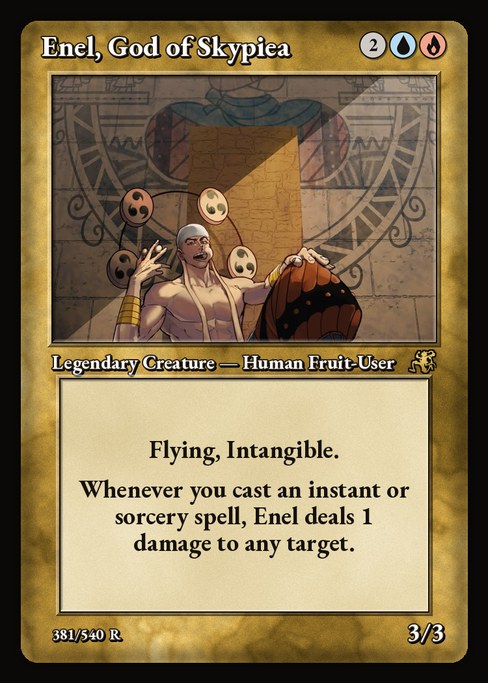 Enel, God of Skypiea 2
Legendary Creature — Human Fruit-User
Flying, Intangible.
Whenever you cast an instant or
sorcery spell, Enel deals 1
damage to any target.
381/540 R 3/3